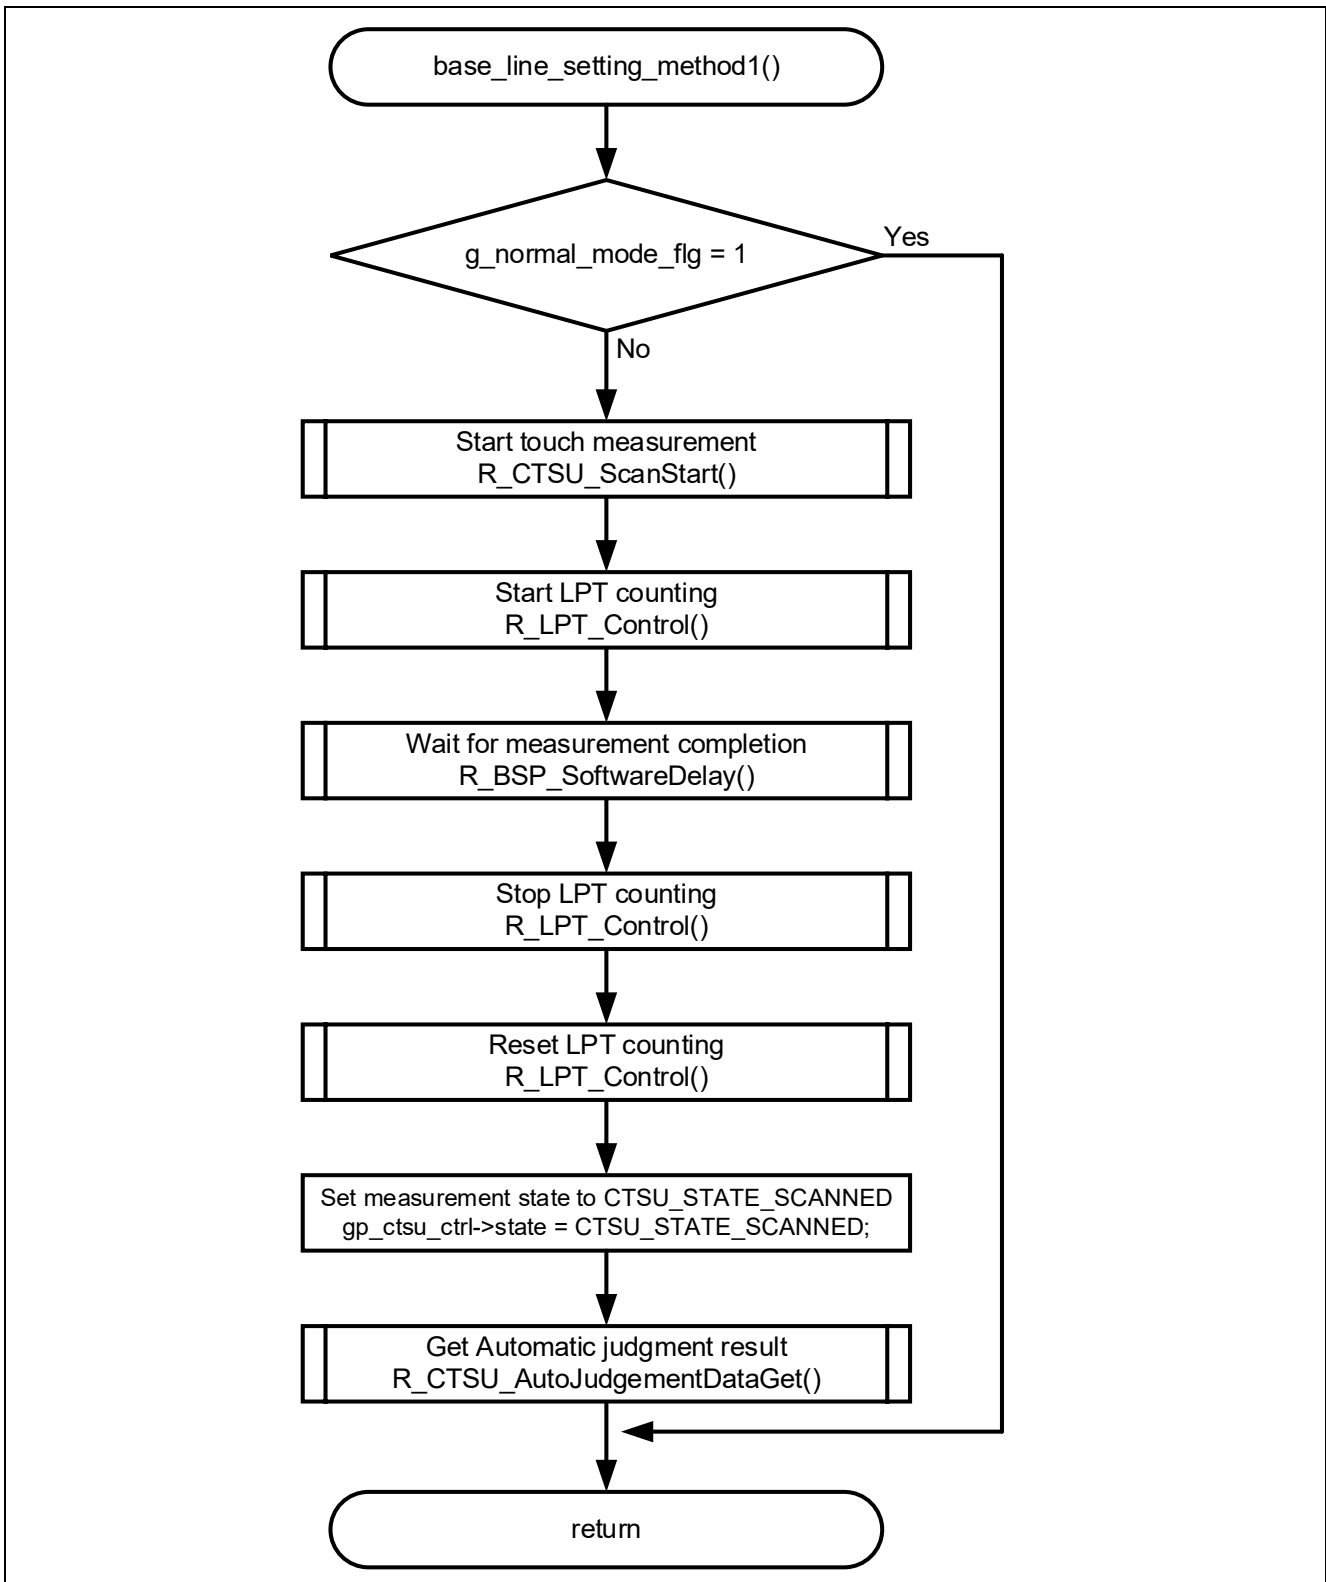 base_line_setting_method1()
g_normal_mode_flg = 1
Yes
No
Start touch measurement
R_CTSU_ScanStart()
Start LPT counting
R_LPT_Control()
Wait for measurement completion
R_BSP_SoftwareDelay()
Stop LPT counting
R_LPT_Control()
Reset LPT counting
R_LPT_Control()
Set measurement state to CTSU_STATE_SCANNED
gp_ctsu_ctrl->state = CTSU_STATE_SCANNED;
Get Automatic judgment result
R_CTSU_AutoJudgementDataGet()
return